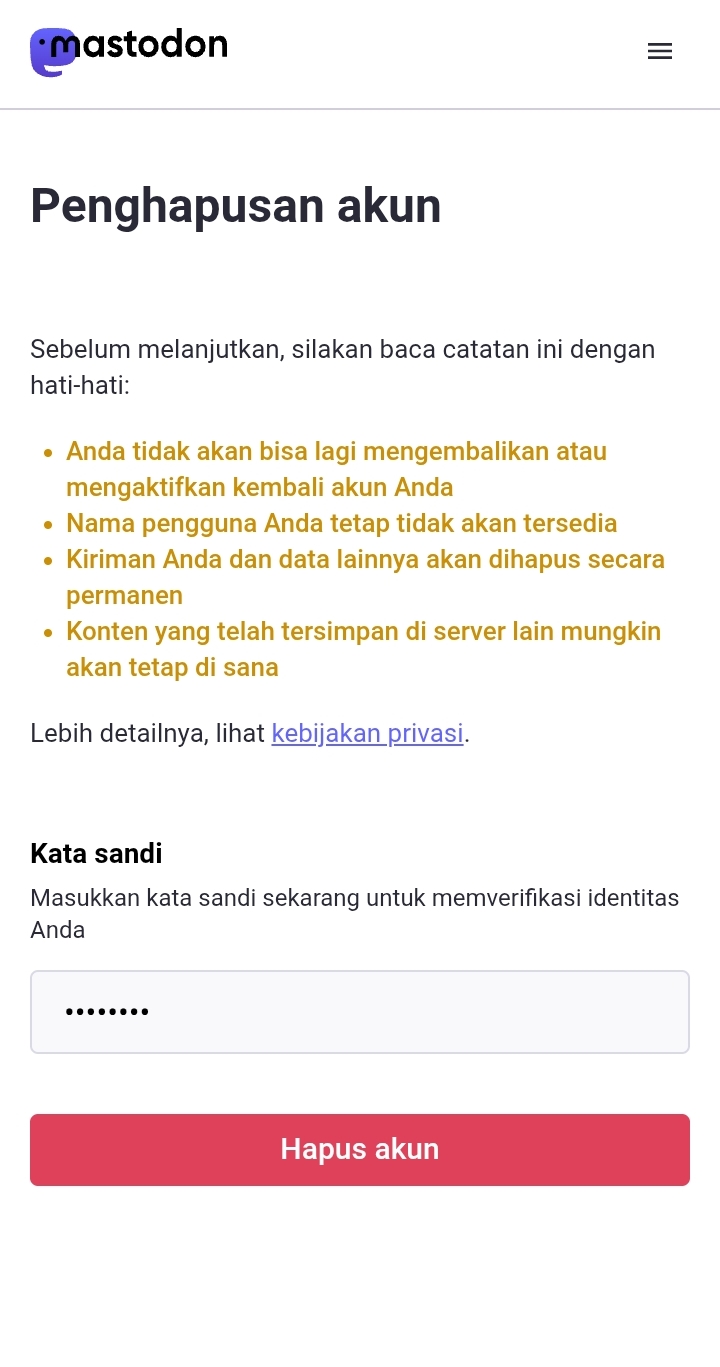 mastodon
Penghapusan akun
Sebelum melanjutkan, silakan baca catatan ini dengan
hati-hati:
• Anda tidak akan bisa lagi mengembalikan atau
mengaktifkan kembali akun Anda
• Nama pengguna Anda tetap tidak akan tersedia
• Kiriman Anda dan data lainnya akan dihapus secara
permanen
• Konten yang telah tersimpan di server lain mungkin
akan tetap di sana
Lebih detailnya, lihat kebijakan privasi.
Kata sandi
Masukkan kata sandi sekarang untuk memverifikasi identitas
Anda
••••••••
Hapus akun